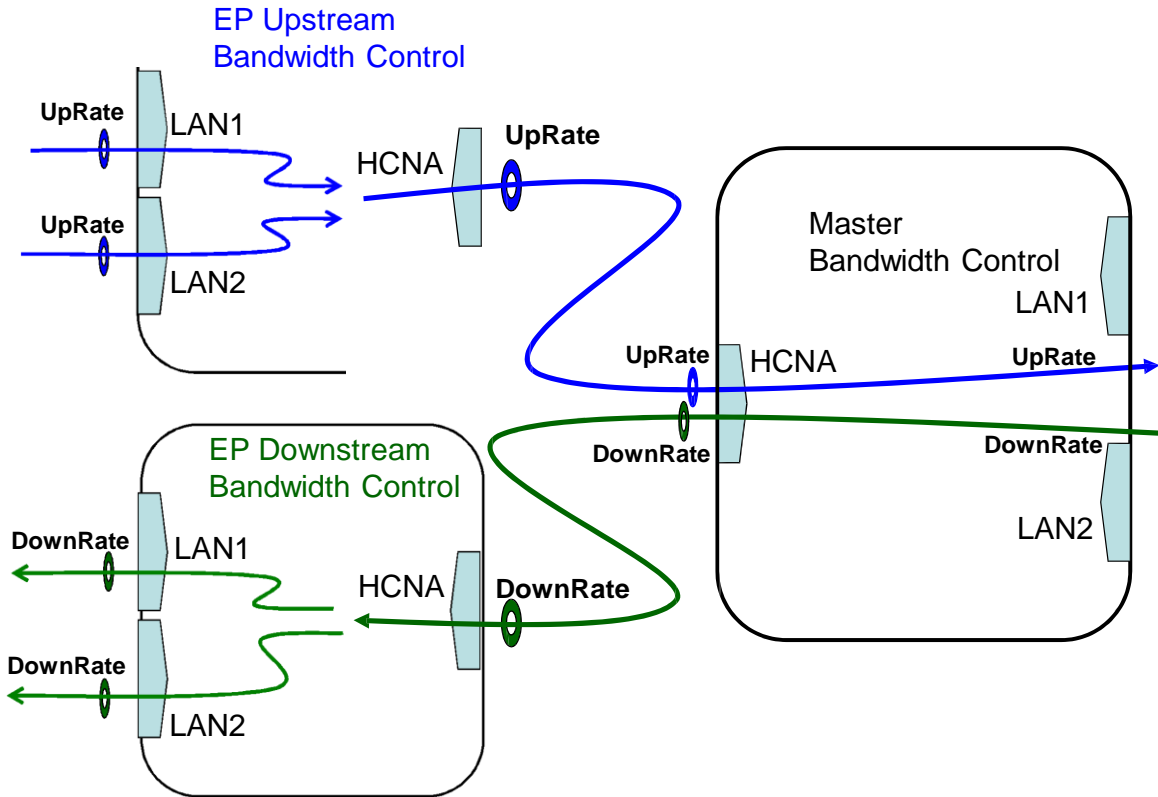 EP Upstream
Bandwidth Control
UpRate
LAN1
UpRate
LAN2
HCNA
UpRate
Master
Bandwidth Control
LAN1
UpRate
HCNA
UpRate
DownRate
DownRate
LAN2
EP Downstream
Bandwidth Control
DownRate
LAN1
HCNA
DownRate
DownRate
LAN2